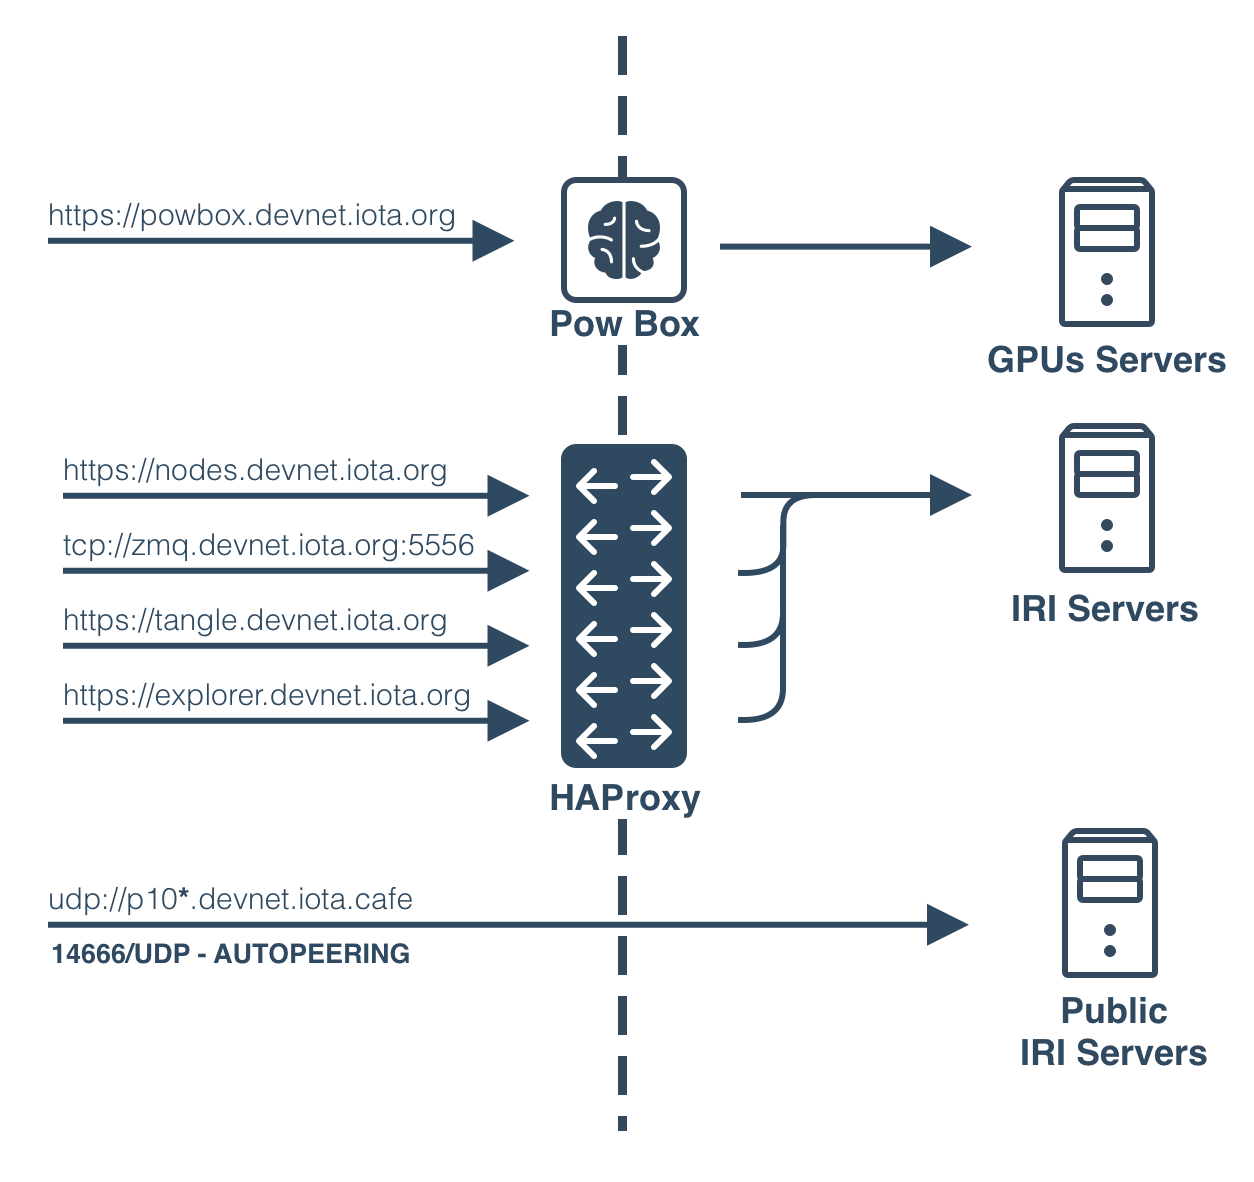 https://powbox.devnet.iota.org
Pow Box
GPUs Servers
https://nodes.devnet.iota.org
tcp://zmq.devnet.iota.org:5556
https://tangle.devnet.iota.org
https://explorer.devnet.iota.org
HAProxy
IRI Servers
udp://p10*.devnet.iota.cafe
14666/UDP - AUTOPEERING
Public
IRI Servers